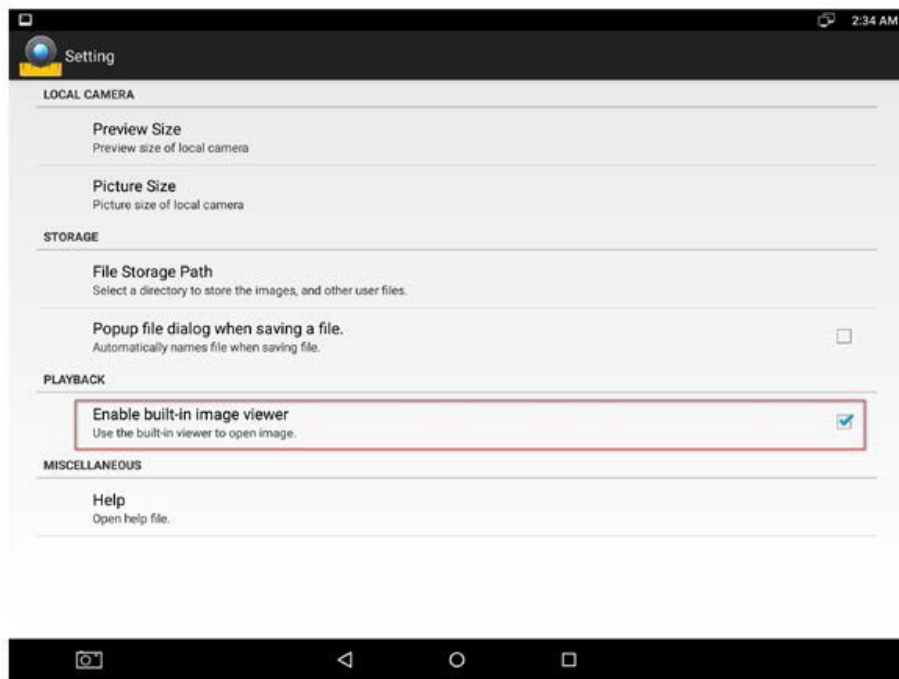 2:34 AM
Setting
LOCAL CAMERA
Preview Size
Preview size of local camera
Picture Size
Picture size of local camera
STORAGE
File Storage Path
Select a directory to store the images, and other user files.
Popup file dialog when saving a file.
Automatically names file when saving file.
PLAYBACK
Enable built-in image viewer
Use the built-in viewer to open image.
MISCELLANEOUS
Help
Open help file.